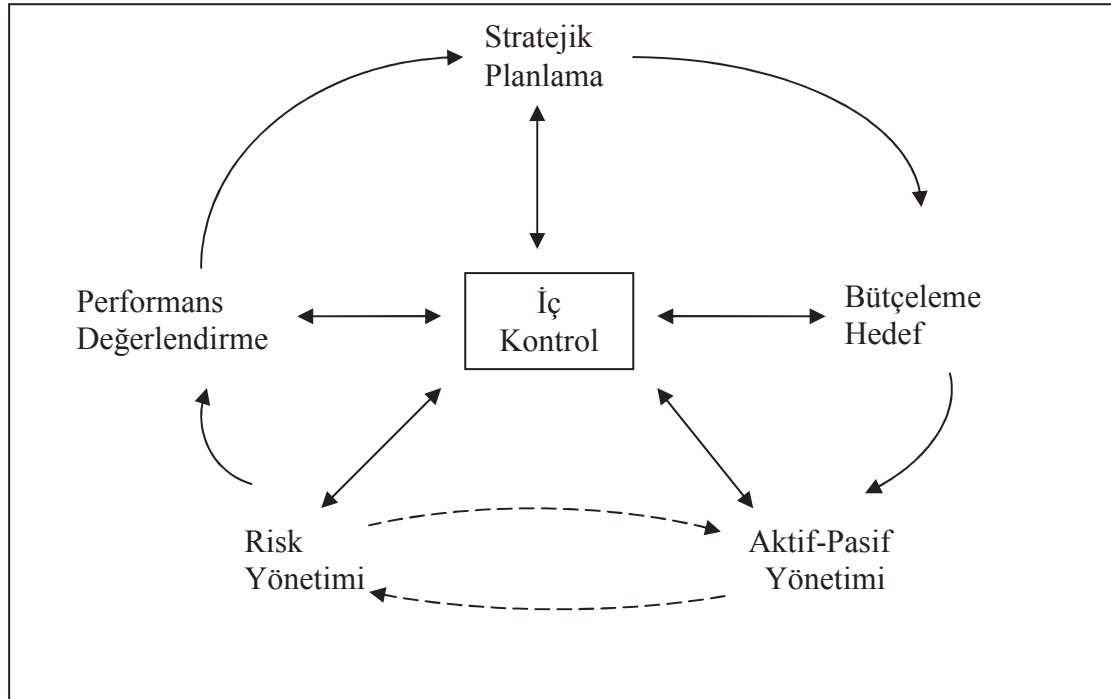 Stratejik
Planlama
Performans
Değerlendirme
İç
Kontrol
Bütçeleme
Hedef
Risk
Yönetimi
Aktif-Pasif
Yönetimi